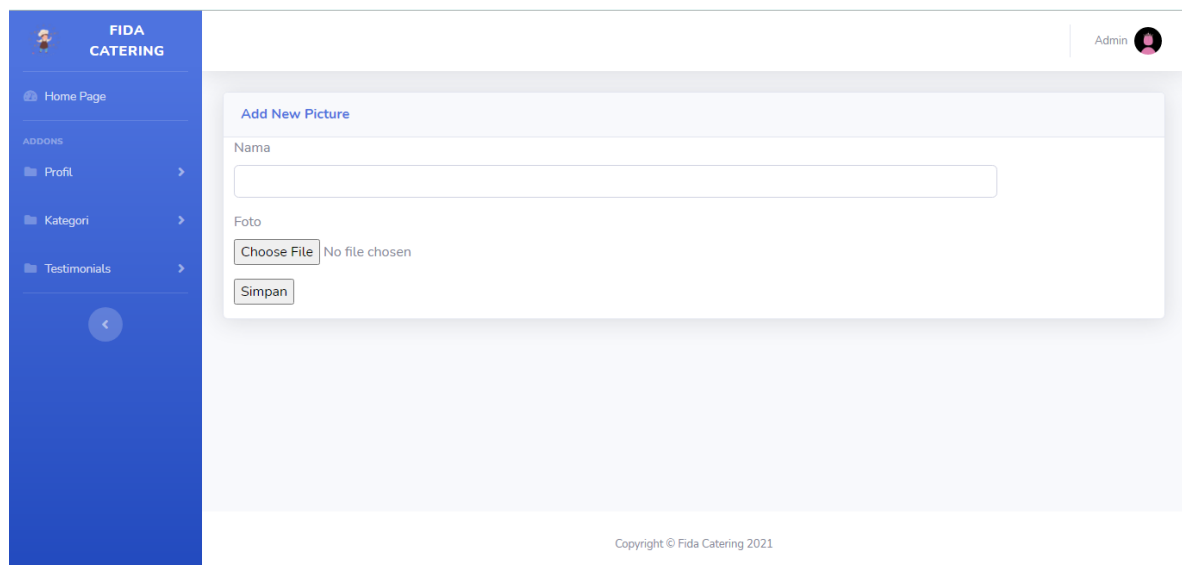 FIDA
CATERING
Admin
Home Page
ADDONS
Profil
Kategori
Testimonials
Add New Picture
Nama
Foto
Choose File No file chosen
Simpan
Copyright © Fida Catering 2021